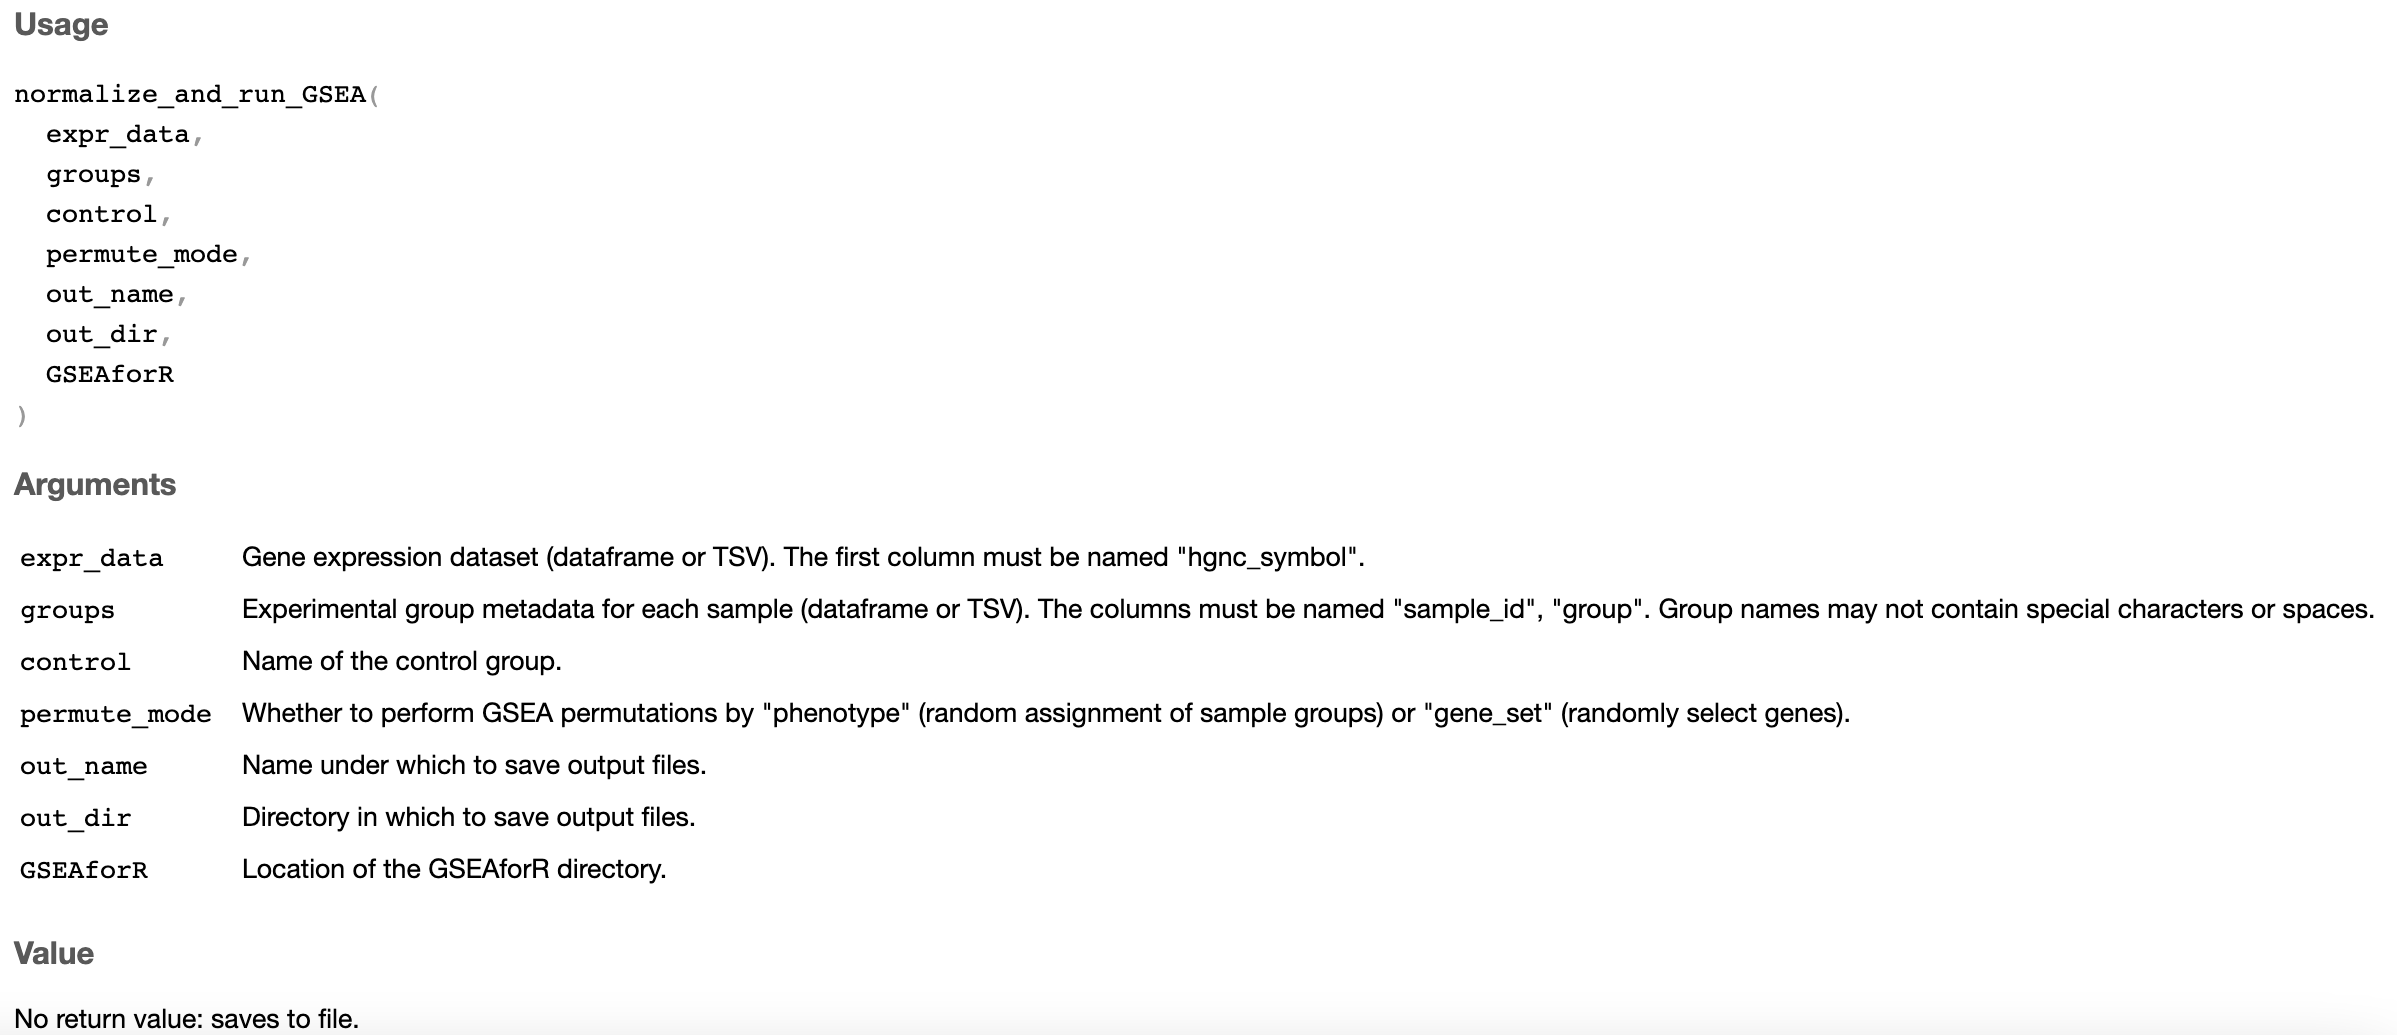 Usage
normalize_and_run_GSEA(
  expr_data,
  groups,
  control,
  permute_mode,
  out_name,
  out_dir,
  GSEAforR
)
Arguments
expr_data Gene expression dataset (dataframe or TSV). The first column must be named "hgnc_symbol".
groups Experimental group metadata for each sample (dataframe or TSV). The columns must be named "sample_id", "group". Group names may not contain special characters or spaces.
control Name of the control group.
permute_mode Whether to perform GSEA permutations by "phenotype" (random assignment of sample groups) or "gene_set" (randomly select genes).
out_name Name under which to save output files.
out_dir Directory in which to save output files.
GSEAforR Location of the GSEAforR directory.
Value
No return value: saves to file.